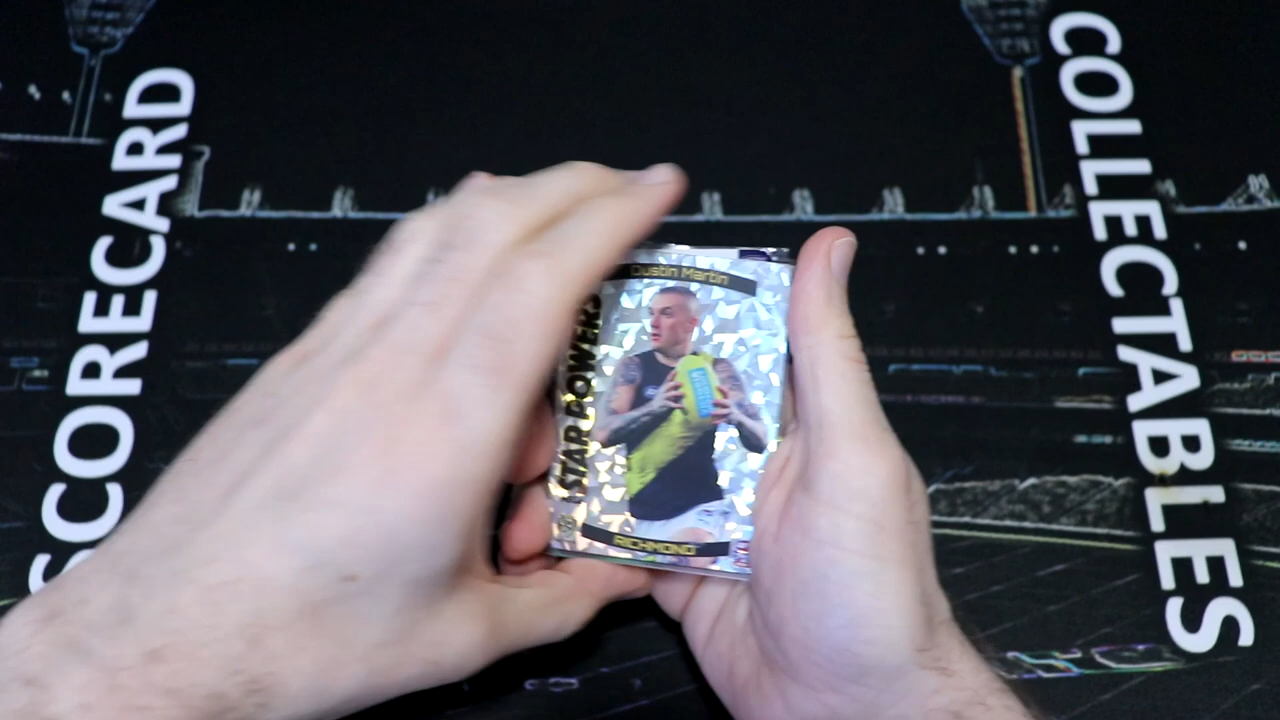 SCORECARD
COLLECTABLES
Dustin Martin
STAR POWERS
RICHMOND